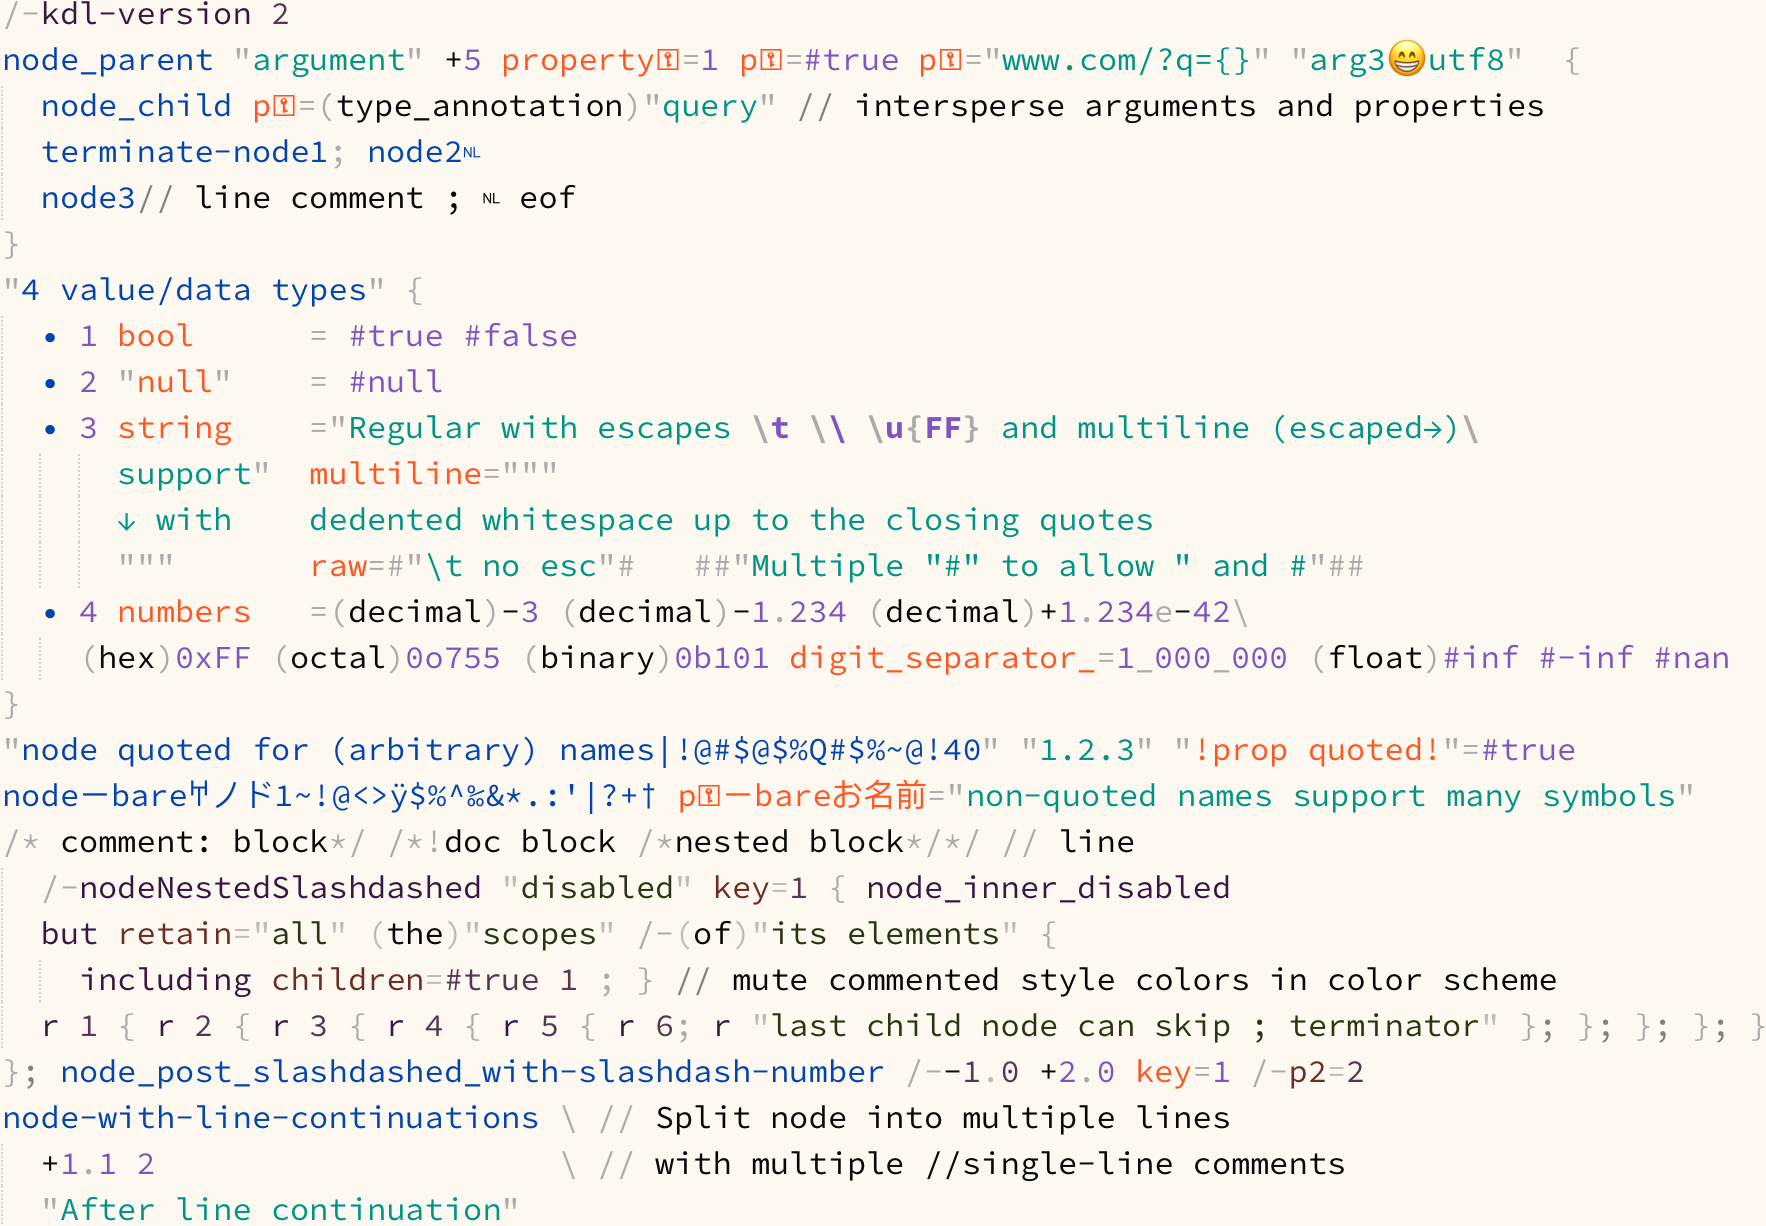 /-kdl-version 2
node_parent "argument" +5 property⚿=1 p⚿=#true p⚿="www.com/?q={}" "arg3😁utf8"  {
  node_child p⚿=(type_annotation)"query" // intersperse arguments and properties
  terminate-node1; node2␤
  node3// line comment ; ␤ eof
}
"4 value/data types" {
  • 1 bool      = #true #false
  • 2 "null"    = #null
  • 3 string    ="Regular with escapes \t \\ \u{FF} and multiline (escaped→)\
      support"  multiline="""
      ↓ with    dedented whitespace up to the closing quotes
      """       raw=#"\t no esc"#   ##"Multiple "#" to allow " and #"##
  • 4 numbers   =(decimal)-3 (decimal)-1.234 (decimal)+1.234e-42\
    (hex)0xFF (octal)0o755 (binary)0b101 digit_separator_=1_000_000 (float)#inf #-inf #nan
}
"node quoted for (arbitrary) names|!@#$@$%Q#$%~@!40" "1.2.3" "!prop quoted!"=#true
nodeーbareꐚノド1~!@<>ÿ$%^‰&*.:'|?+† p⚿ーbareお名前="non-quoted names support many symbols"
/* comment: block*/ /*!doc block /*nested block*/*/ // line
  /-nodeNestedSlashdashed "disabled" key=1 { node_inner_disabled
  but retain="all" (the)"scopes" /-(of)"its elements" {
    including children=#true 1 ; } // mute commented style colors in color scheme
  r 1 { r 2 { r 3 { r 4 { r 5 { r 6; r "last child node can skip ; terminator" }; }; }; }; }
}; node_post_slashdashed_with-slashdash-number /--1.0 +2.0 key=1 /-p2=2
node-with-line-continuations \ // Split node into multiple lines
  +1.1 2                     \ // with multiple //single-line comments
  "After line continuation"